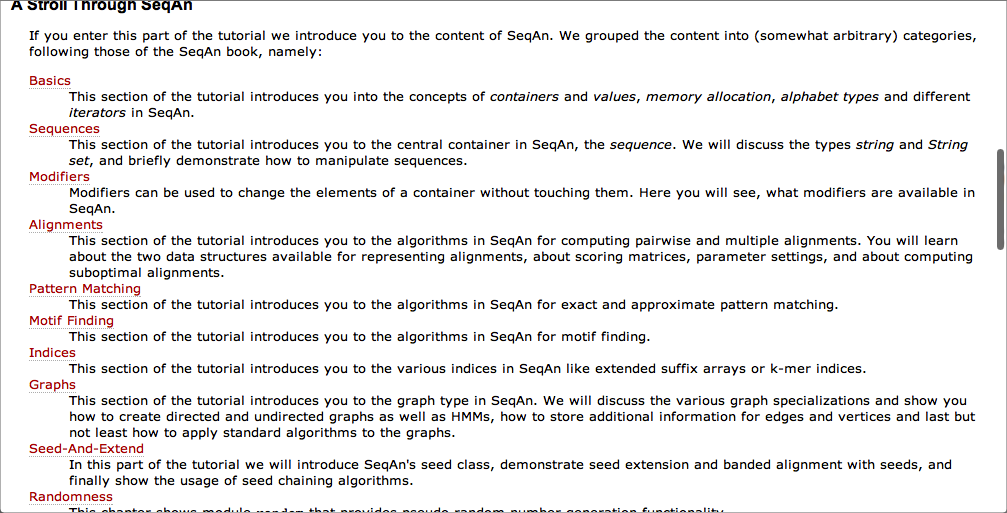 A Stroll Through SeqAn
If you enter this part of the tutorial we introduce you to the content of SeqAn. We grouped the content into (somewhat arbitrary) categories,
following those of the SeqAn book, namely:
Basics
This section of the tutorial introduces you into the concepts of containers and values, memory allocation, alphabet types and different
iterators in SeqAn.
Sequences
This section of the tutorial introduces you to the central container in SeqAn, the sequence. We will discuss the types string and String
set, and briefly demonstrate how to manipulate sequences.
Modifiers
Modifiers can be used to change the elements of a container without touching them. Here you will see, what modifiers are available in
SeqAn.
Alignments
This section of the tutorial introduces you to the algorithms in SeqAn for computing pairwise and multiple alignments. You will learn
about the two data structures available for representing alignments, about scoring matrices, parameter settings, and about computing
suboptimal alignments.
Pattern Matching
This section of the tutorial introduces you to the algorithms in SeqAn for exact and approximate pattern matching.
Motif Finding
This section of the tutorial introduces you to the algorithms in SeqAn for motif finding.
Indices
This section of the tutorial introduces you to the various indices in SeqAn like extended suffix arrays or k-mer indices.
Graphs
This section of the tutorial introduces you to the graph type in SeqAn. We will discuss the various graph specializations and show you
how to create directed and undirected graphs as well as HMMs, how to store additional information for edges and vertices and last but
not least how to apply standard algorithms to the graphs.
Seed-And-Extend
In this part of the tutorial we will introduce SeqAn's seed class, demonstrate seed extension and banded alignment with seeds, and
finally show the usage of seed chaining algorithms.
Randomness
This chapter shows module random that provides pseudo random number generation functionality.